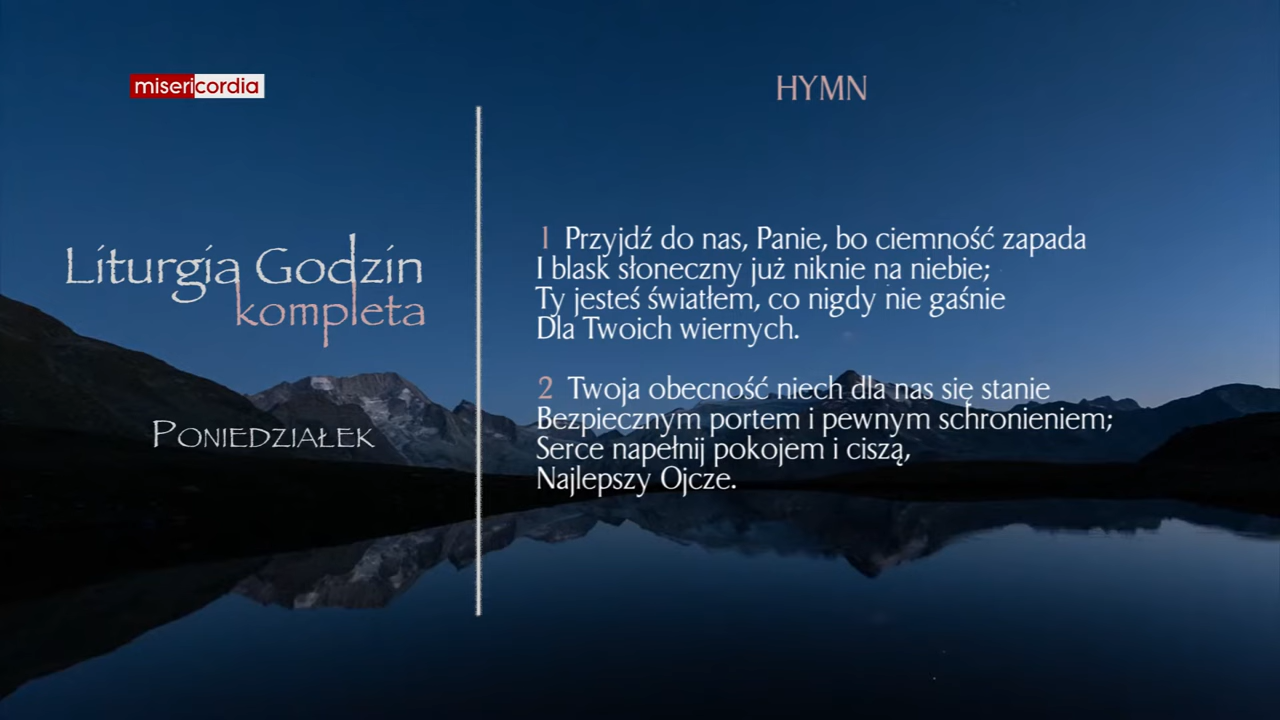 misericordia
Liturgia Godzin
kompleta
Poniedziałek
HYMN
1 Przyjdź do nas, Panie, bo ciemność zapada
I blask słoneczny już niknie na niebie;
Ty jesteś światłem, co nigdy nie gaśnie
Dla Twoich wiernych.
2 Twoja obecność niech dla nas się stanie
Bezpiecznym portem i pewnym schronieniem;
Serce napełnij pokojem i ciszą,
Najlepszy Ojcze.